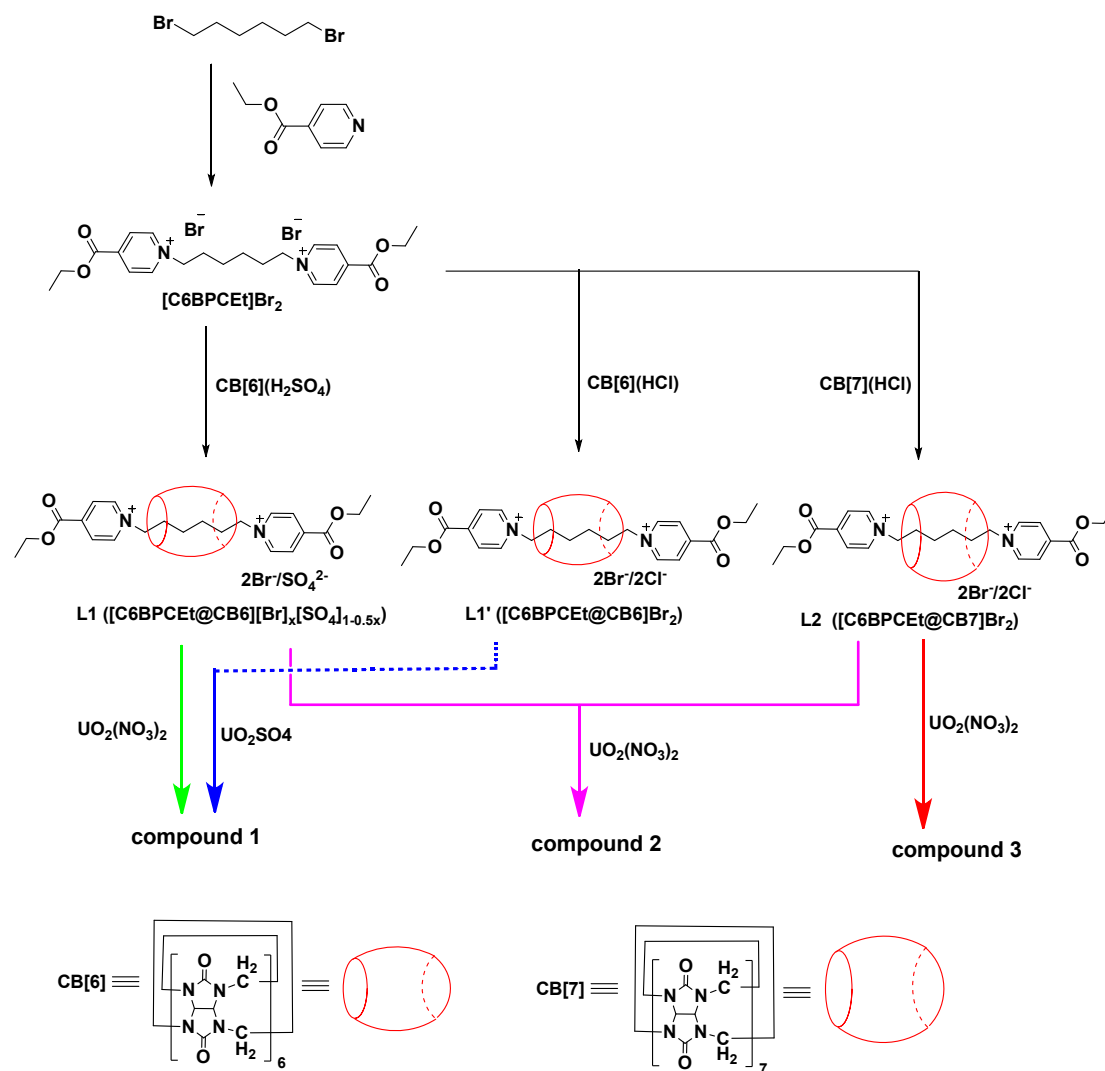 Br
Br
O
O
N
Br⁻
Br⁻
O
O
N⁺
N⁺
O
O
[C6BPCEt]Br₂
CB[6](H₂SO₄)
CB[6](HCl)
CB[7](HCl)
O
O
N⁺
N⁺
O
O
2Br⁻/SO₄²⁻
L1 ([C6BPCEt@CB6][Br]ₓ[SO₄]₁₋₀.₅ₓ)
O
O
N⁺
N⁺
O
O
2Br⁻/2Cl⁻
L1' ([C6BPCEt@CB6]Br₂)
O
O
N⁺
N⁺
O
O
2Br⁻/2Cl⁻
L2 ([C6BPCEt@CB7]Br₂)
UO₂(NO₃)₂
UO₂SO4
UO₂(NO₃)₂
UO₂(NO₃)₂
compound 1
compound 2
compound 3
CB[6]
O
H₂
N N C
N N C
O
H₂
6
CB[7]
O
H₂
N N C
N N C
O
H₂
7